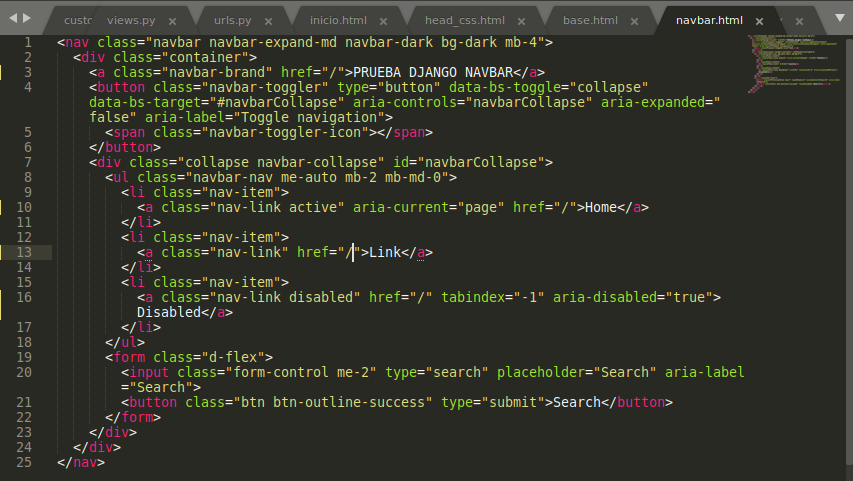 custo views.py × urls.py × inicio.html × head_css.html × base.html × navbar.html × ×
1 <nav class="navbar navbar-expand-md navbar-dark bg-dark mb-4">
2 <div class="container">
3 <a class="navbar-brand" href="/">PRUEBA DJANGO NAVBAR</a>
4 <button class="navbar-toggler" type="button" data-bs-toggle="collapse"
data-bs-target="#navbarCollapse" aria-controls="navbarCollapse" aria-expanded="
false" aria-label="Toggle navigation">
5 <span class="navbar-toggler-icon"></span>
6 </button>
7 <div class="collapse navbar-collapse" id="navbarCollapse">
8 <ul class="navbar-nav me-auto mb-2 mb-md-0">
9 <li class="nav-item">
10 <a class="nav-link active" aria-current="page" href="/">Home</a>
11 </li>
12 <li class="nav-item">
13 <a class="nav-link" href="/">Link</a>
14 </li>
15 <li class="nav-item">
16 <a class="nav-link disabled" href="/" tabindex="-1" aria-disabled="true">
Disabled</a>
17 </li>
18 </ul>
19 <form class="d-flex">
20 <input class="form-control me-2" type="search" placeholder="Search" aria-label
="Search">
21 <button class="btn btn-outline-success" type="submit">Search</button>
22 </form>
23 </div>
24 </div>
25 </nav>